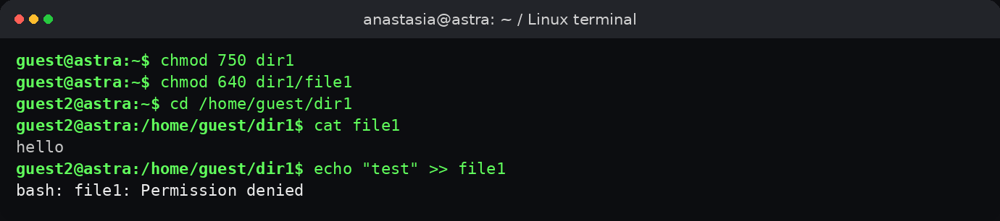 anastasia@astra: ~ / Linux terminal
guest@astra:~$ chmod 750 dir1
guest@astra:~$ chmod 640 dir1/file1
guest2@astra:~$ cd /home/guest/dir1
guest2@astra:/home/guest/dir1$ cat file1
hello
guest2@astra:/home/guest/dir1$ echo "test" >> file1
bash: file1: Permission denied